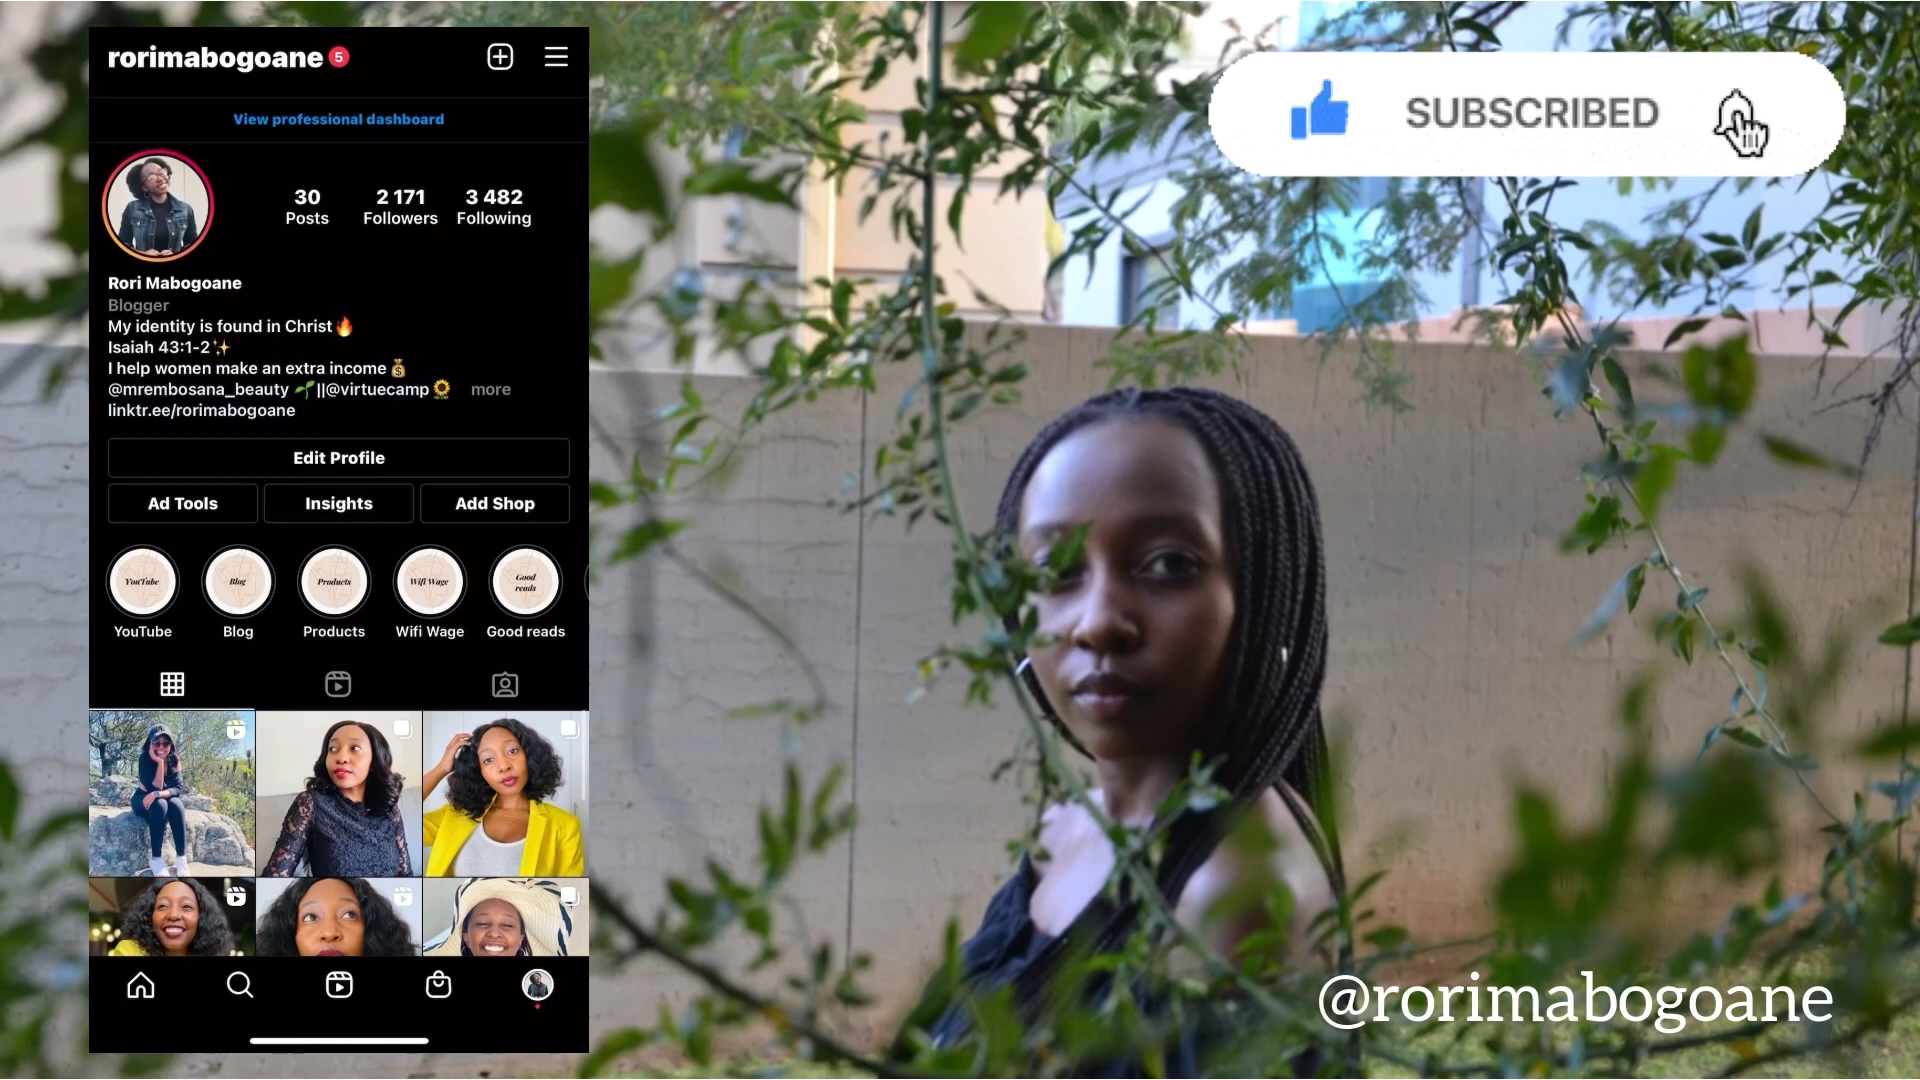 rorimabogoane 5
View professional dashboard
30 2 171 3 482
Posts Followers Following
Rori Mabogoane
Blogger
My identity is found in Christ🔥
Isaiah 43:1-2✨
I help women make an extra income 💰
@mrembosana_beauty 🌱||@virtuecamp🌻 more
linktr.ee/rorimabogoane
Edit Profile
Ad Tools Insights Add Shop
YouTube Blog Products Wifi Wage Good
reads
YouTube Blog Products Wifi Wage Good reads
SUBSCRIBED
@rorimabogoane